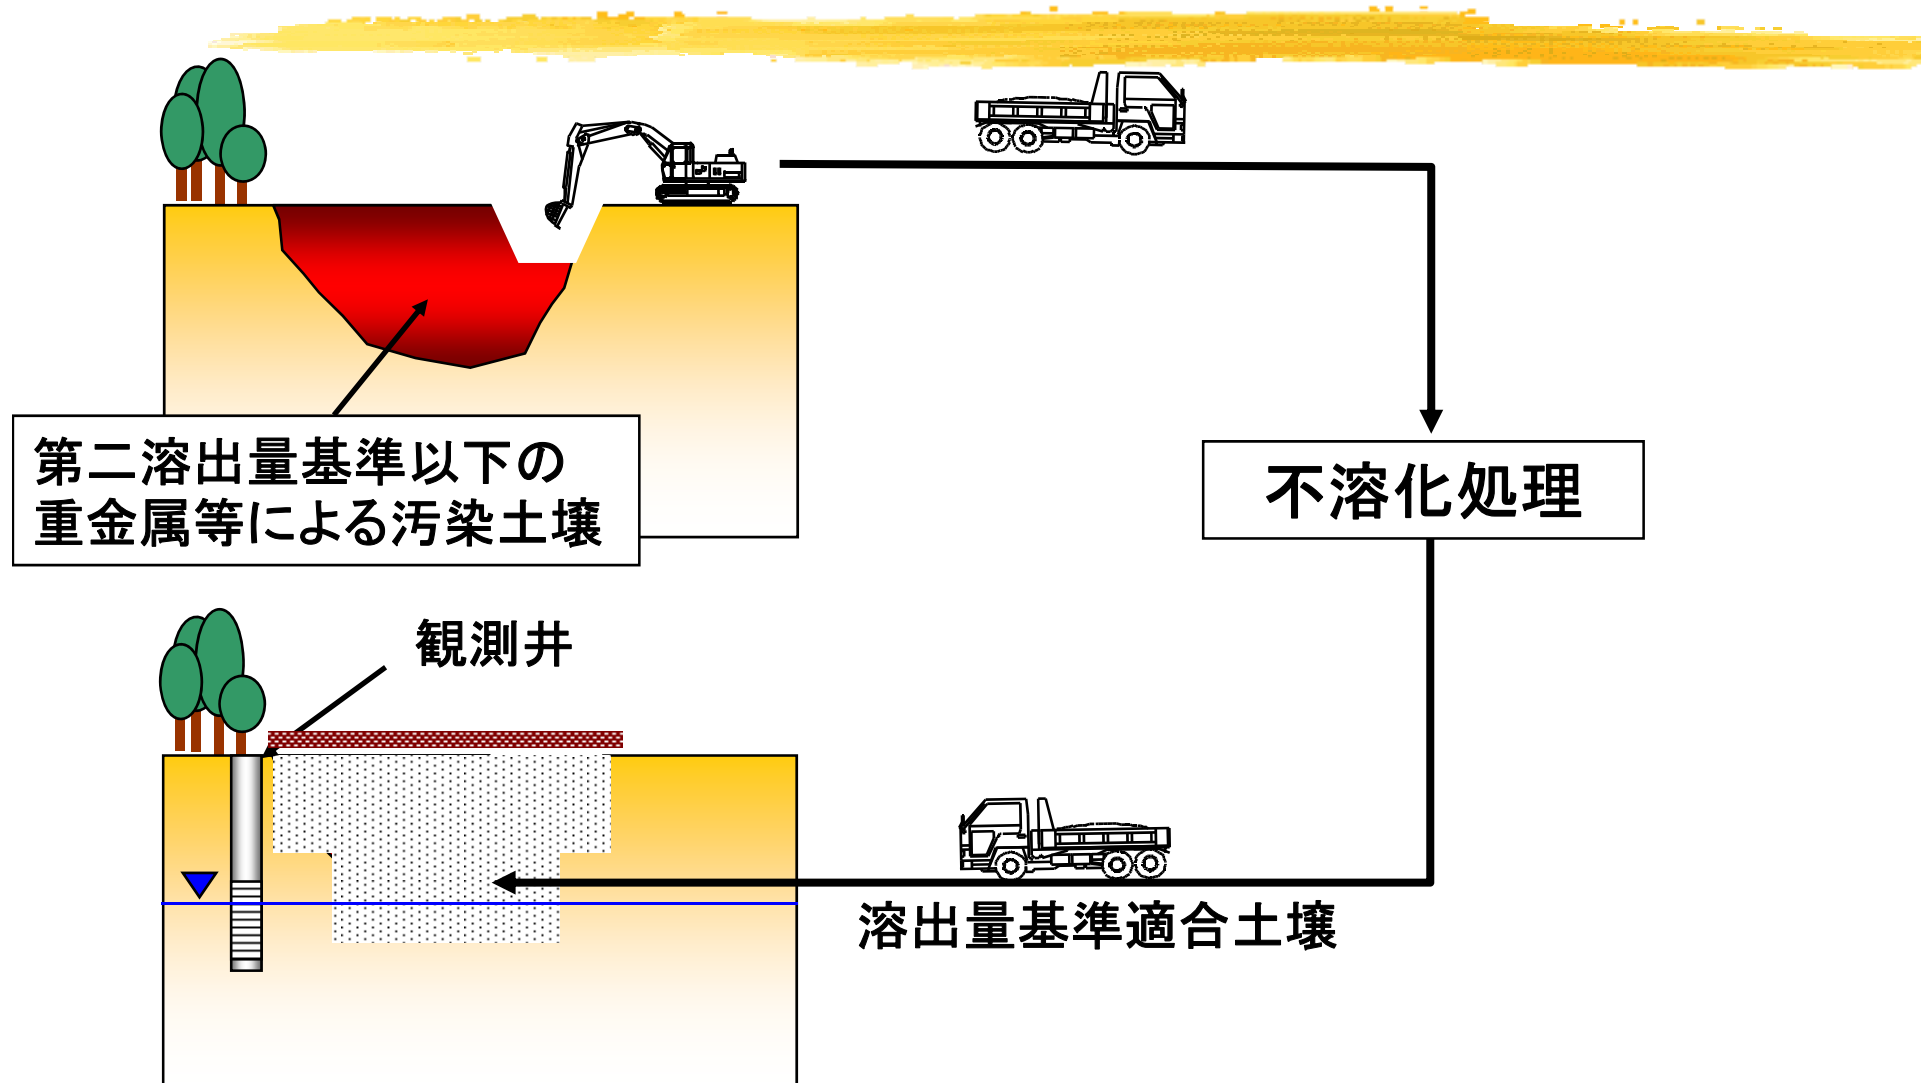 第二溶出量基準以下の
重金属等による汚染土壌
不溶化処理
観測井
溶出量基準適合土壌